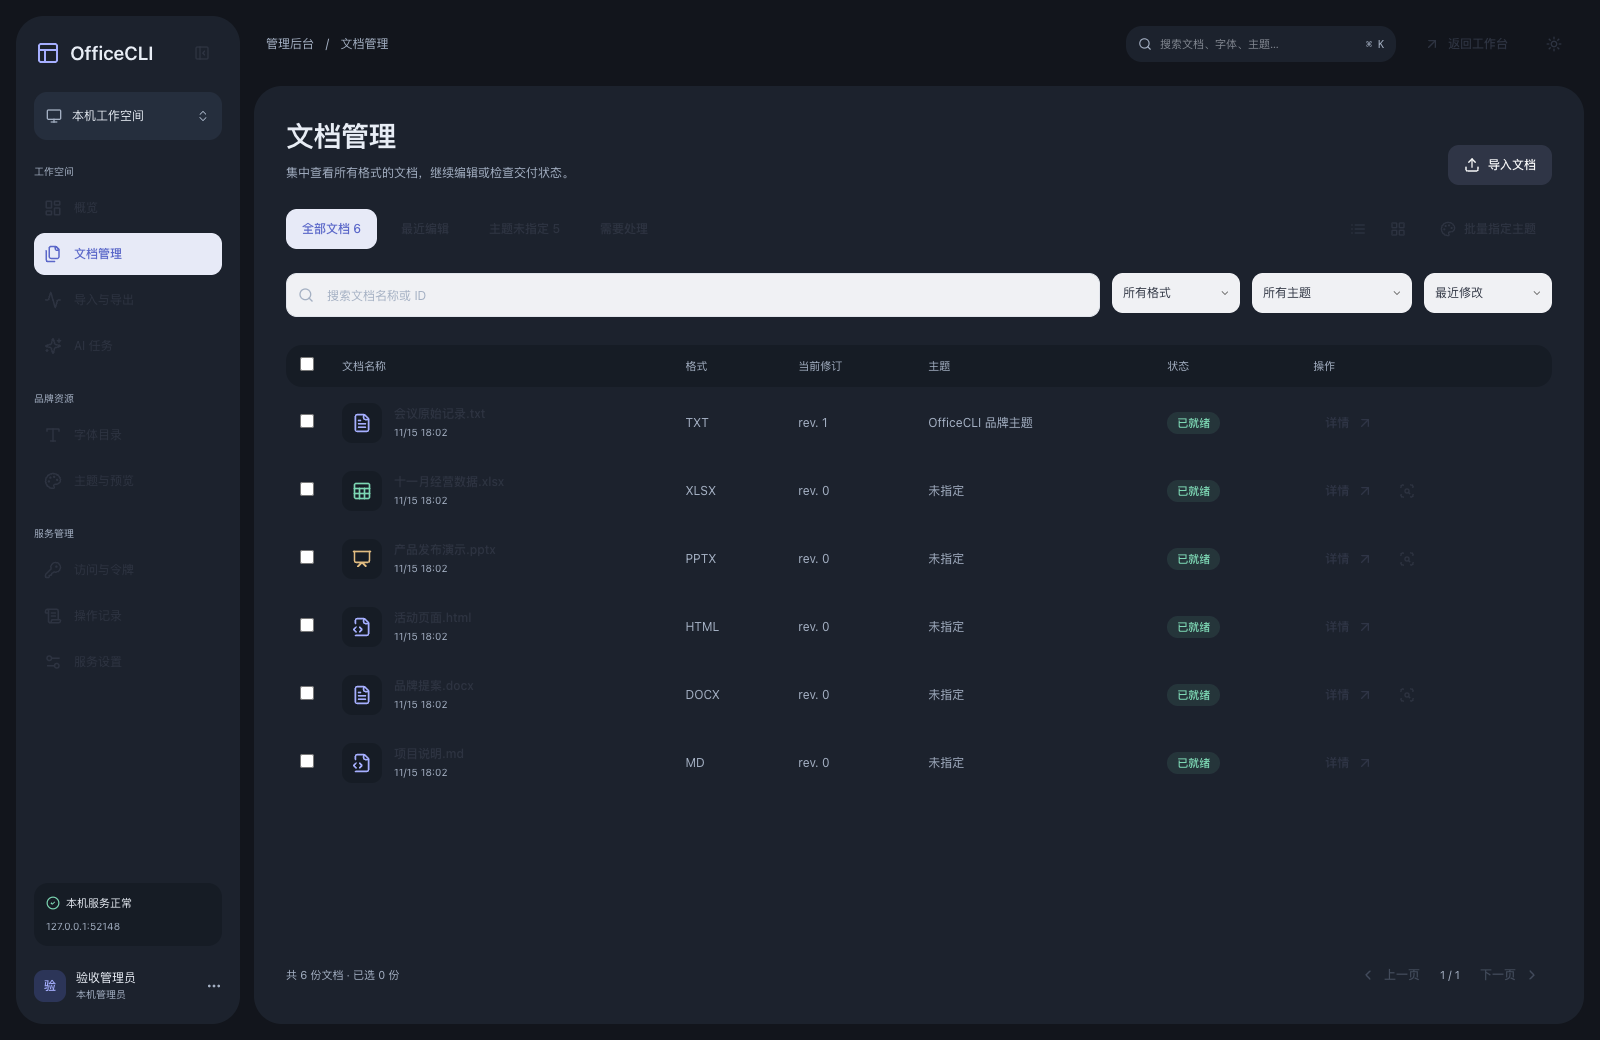 OfficeCLI
本机工作空间
工作空间
概览
文档管理
导入与导出
AI 任务
品牌资源
字体目录
主题与预览
服务管理
访问与令牌
操作记录
服务设置
本机服务正常
127.0.0.1:52148
验
验收管理员
本机管理员
管理后台 / 文档管理
搜索文档、字体、主题... ⌘ K
返回工作台
文档管理
集中查看所有格式的文档，继续编辑或检查交付状态。
导入文档
全部文档 6 最近编辑 主题未指定 5 需要处理 批量指定主题
搜索文档名称或 ID 所有格式 所有主题 最近修改
文档名称 格式 当前修订 主题 状态 操作
会议原始记录.txt
11/15 18:02
TXT rev. 1 OfficeCLI 品牌主题 已就绪 详情
十一月经营数据.xlsx
11/15 18:02
XLSX rev. 0 未指定 已就绪 详情
产品发布演示.pptx
11/15 18:02
PPTX rev. 0 未指定 已就绪 详情
活动页面.html
11/15 18:02
HTML rev. 0 未指定 已就绪 详情
品牌提案.docx
11/15 18:02
DOCX rev. 0 未指定 已就绪 详情
项目说明.md
11/15 18:02
MD rev. 0 未指定 已就绪 详情
共 6 份文档 · 已选 0 份 上一页 1 / 1 下一页